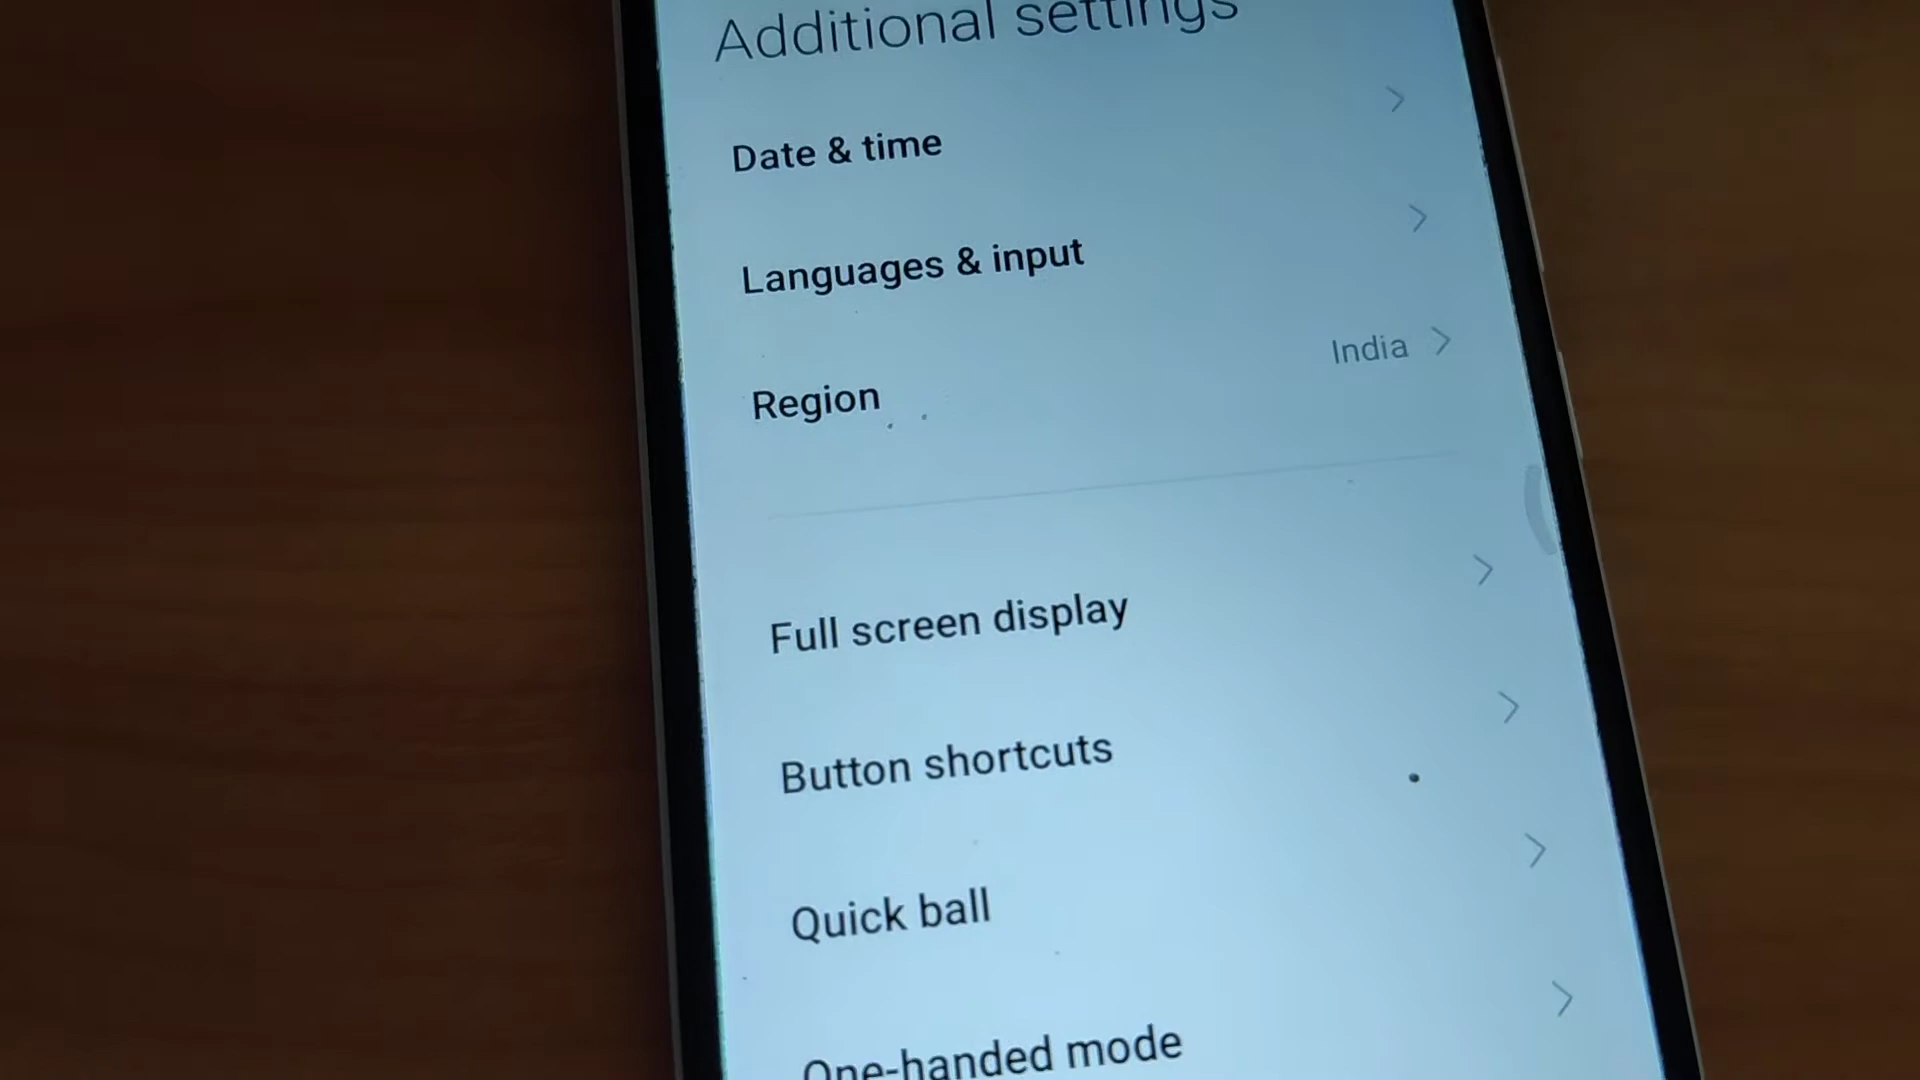 Additional settings
Date & time
Languages & input
Region
India
Full screen display
Button shortcuts
Quick ball
One-handed mode